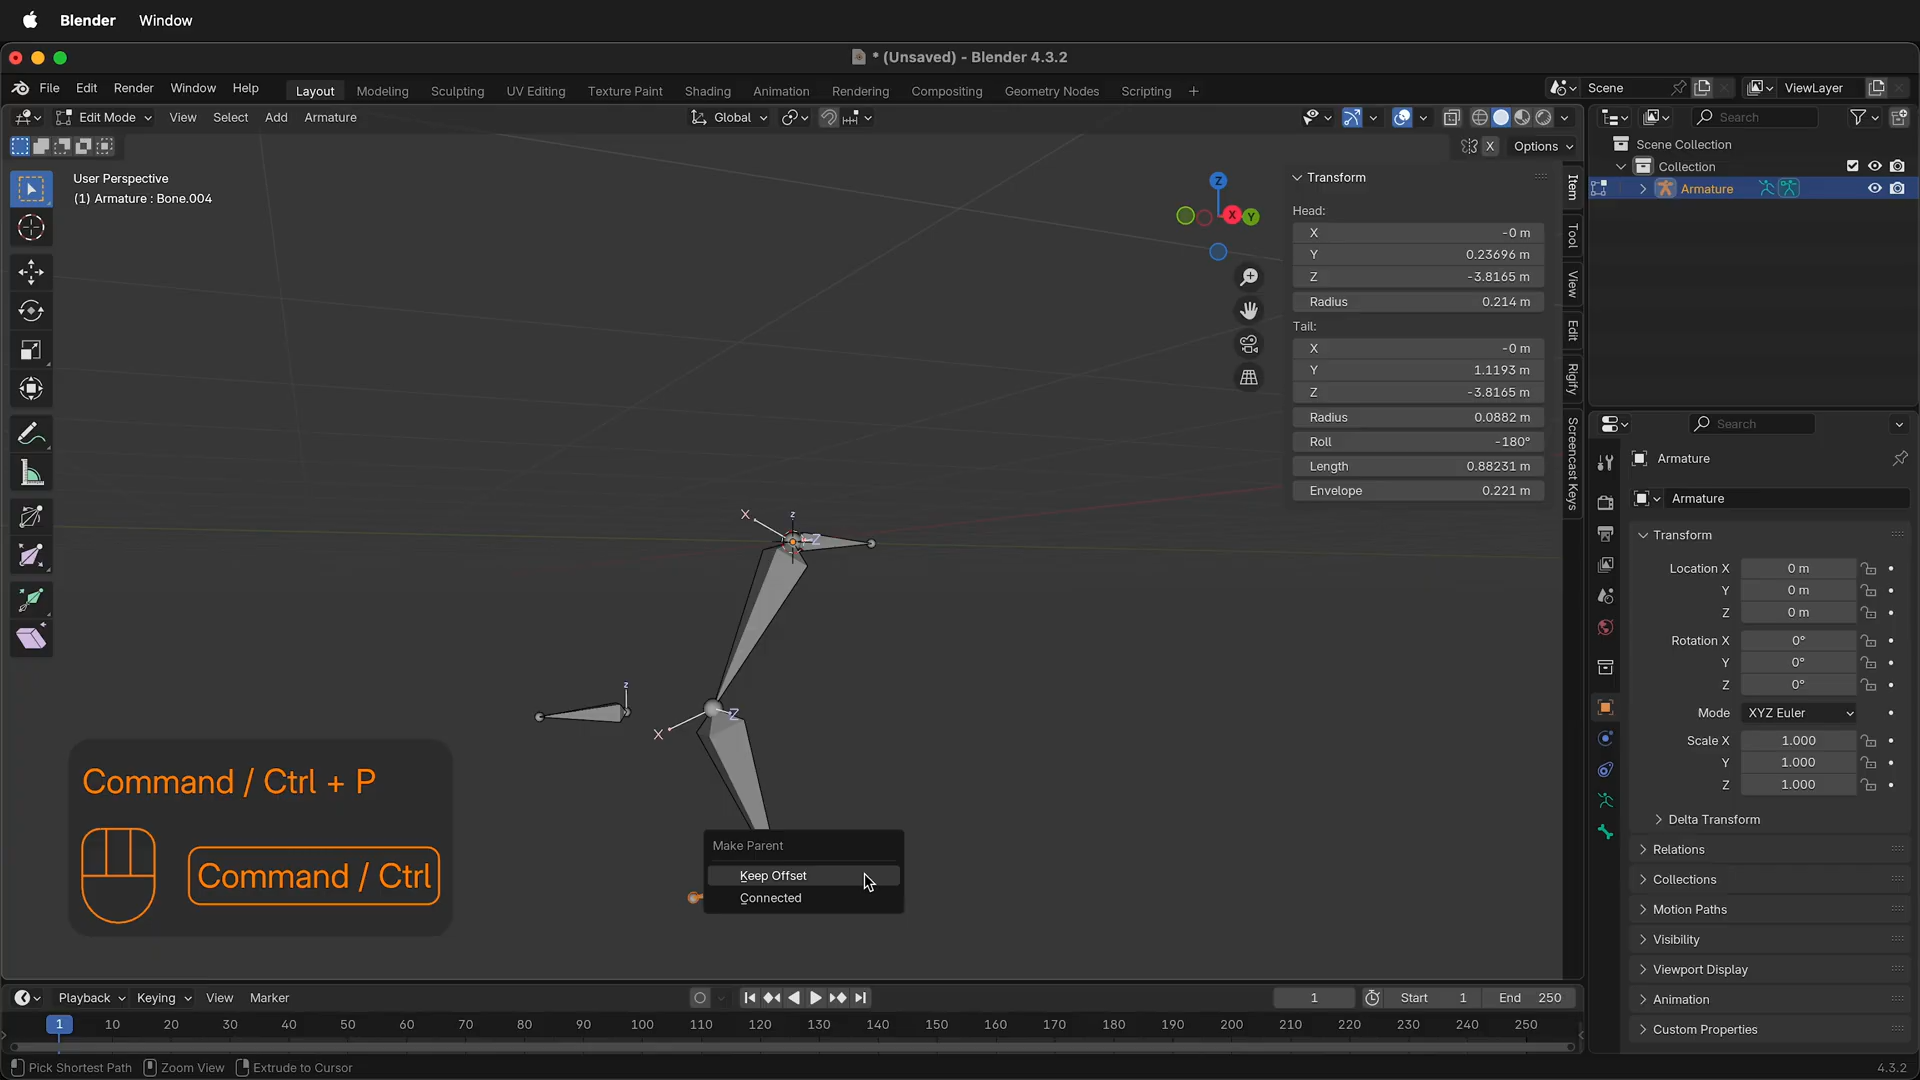 Blender Window
* (Unsaved) - Blender 4.3.2
File Edit Render Window Help Layout Modeling Sculpting UV Editing Texture Paint Shading Animation Rendering Compositing Geometry Nodes Scripting + Scene ViewLayer
Edit Mode View Select Add Armature Global Search
X Options
User Perspective
(1) Armature : Bone.004
Scene Collection
Collection
Armature
Z
X
Y
Transform
Head:
X -0 m
Y 0.23696 m
Z -3.8165 m
Radius 0.214 m
Tail:
X -0 m
Y 1.1193 m
Z -3.8165 m
Radius 0.0882 m
Roll -180°
Length 0.88231 m
Envelope 0.221 m
Item
Tool
View
Edit
Rigify
Screencast Keys
Search
Armature
Armature
Transform
Location X 0 m
Y 0 m
Z 0 m
Rotation X 0°
Y 0°
Z 0°
Mode XYZ Euler
Scale X 1.000
Y 1.000
Z 1.000
Delta Transform
Relations
Collections
Motion Paths
Visibility
Viewport Display
Animation
Custom Properties
X
z
Z
z
Z
X
Command / Ctrl + P
Command / Ctrl
Make Parent
Keep Offset
Connected
Playback Keying View Marker 1 Start 1 End 250
1 10 20 30 40 50 60 70 80 90 100 110 120 130 140 150 160 170 180 190 200 210 220 230 240 250
Pick Shortest Path Zoom View Extrude to Cursor 4.3.2